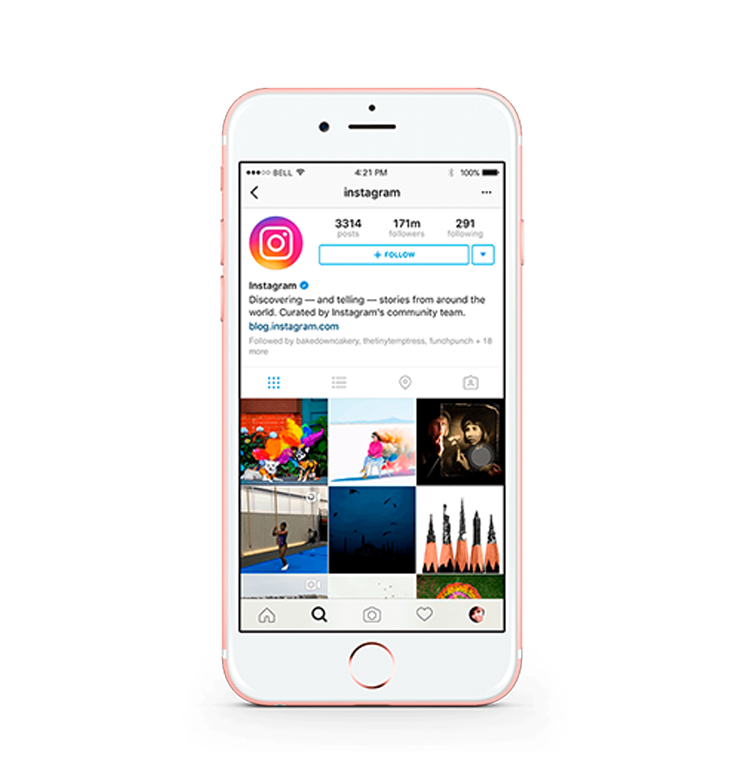 BELL 4:21 PM 100%
instagram
3314 171m 291
posts followers following
+ FOLLOW
Instagram
Discovering — and telling — stories from around the
world. Curated by Instagram's community team.
blog.instagram.com
Followed by bakedowncakery, thetinytemptress, funchpunch + 18
more